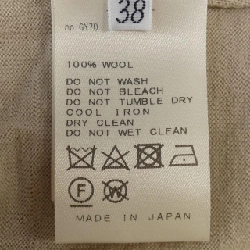 38
100% WOOL
DO NOT WASH
DO NOT BLEACH
DO NOT TUMBLE DRY
COOL IRON
DRY CLEAN
DO NOT WET CLEAN
F W
MADE IN JAPAN